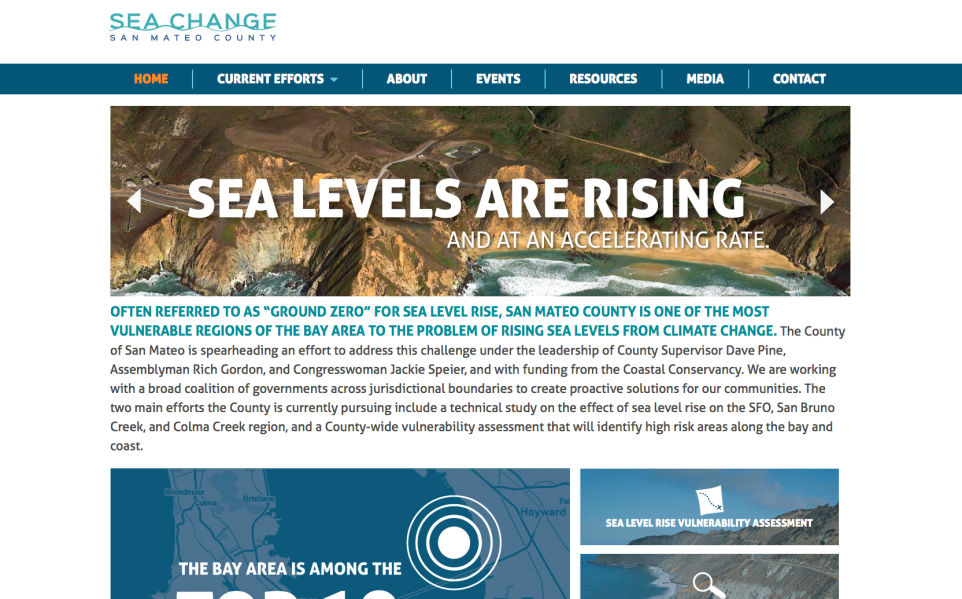 SEA CHANGE
SAN MATEO COUNTY
HOME
CURRENT EFFORTS
ABOUT
EVENTS
RESOURCES
MEDIA
CONTACT
SEA LEVELS ARE RISING
AND AT AN ACCELERATING RATE.
OFTEN REFERRED TO AS “GROUND ZERO” FOR SEA LEVEL RISE, SAN MATEO COUNTY IS ONE OF THE MOST
VULNERABLE REGIONS OF THE BAY AREA TO THE PROBLEM OF RISING SEA LEVELS FROM CLIMATE CHANGE. The County
of San Mateo is spearheading an effort to address this challenge under the leadership of County Supervisor Dave Pine,
Assemblyman Rich Gordon, and Congresswoman Jackie Speier, and with funding from the Coastal Conservancy. We are working
with a broad coalition of governments across jurisdictional boundaries to create proactive solutions for our communities. The
two main efforts the County is currently pursuing include a technical study on the effect of sea level rise on the SFO, San Bruno
Creek, and Colma Creek region, and a County-wide vulnerability assessment that will identify high risk areas along the bay and
coast.
Broadmoor
Colma
Brisbane
Hayward
SEA LEVEL RISE VULNERABILITY ASSESSMENT
THE BAY AREA IS AMONG THE
TOP 10